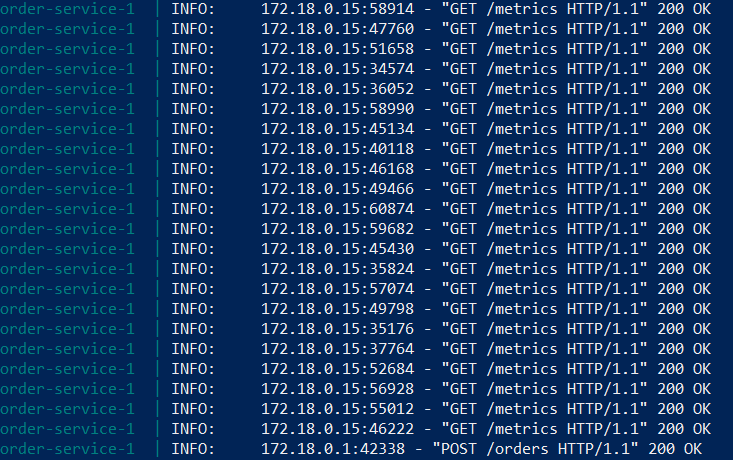 order-service-1 | INFO: 172.18.0.15:58914 - "GET /metrics HTTP/1.1" 200 OK
order-service-1 | INFO: 172.18.0.15:47760 - "GET /metrics HTTP/1.1" 200 OK
order-service-1 | INFO: 172.18.0.15:51658 - "GET /metrics HTTP/1.1" 200 OK
order-service-1 | INFO: 172.18.0.15:34574 - "GET /metrics HTTP/1.1" 200 OK
order-service-1 | INFO: 172.18.0.15:36052 - "GET /metrics HTTP/1.1" 200 OK
order-service-1 | INFO: 172.18.0.15:58990 - "GET /metrics HTTP/1.1" 200 OK
order-service-1 | INFO: 172.18.0.15:45134 - "GET /metrics HTTP/1.1" 200 OK
order-service-1 | INFO: 172.18.0.15:40118 - "GET /metrics HTTP/1.1" 200 OK
order-service-1 | INFO: 172.18.0.15:46168 - "GET /metrics HTTP/1.1" 200 OK
order-service-1 | INFO: 172.18.0.15:49466 - "GET /metrics HTTP/1.1" 200 OK
order-service-1 | INFO: 172.18.0.15:60874 - "GET /metrics HTTP/1.1" 200 OK
order-service-1 | INFO: 172.18.0.15:59682 - "GET /metrics HTTP/1.1" 200 OK
order-service-1 | INFO: 172.18.0.15:45430 - "GET /metrics HTTP/1.1" 200 OK
order-service-1 | INFO: 172.18.0.15:35824 - "GET /metrics HTTP/1.1" 200 OK
order-service-1 | INFO: 172.18.0.15:57074 - "GET /metrics HTTP/1.1" 200 OK
order-service-1 | INFO: 172.18.0.15:49798 - "GET /metrics HTTP/1.1" 200 OK
order-service-1 | INFO: 172.18.0.15:35176 - "GET /metrics HTTP/1.1" 200 OK
order-service-1 | INFO: 172.18.0.15:37764 - "GET /metrics HTTP/1.1" 200 OK
order-service-1 | INFO: 172.18.0.15:52684 - "GET /metrics HTTP/1.1" 200 OK
order-service-1 | INFO: 172.18.0.15:56928 - "GET /metrics HTTP/1.1" 200 OK
order-service-1 | INFO: 172.18.0.15:55012 - "GET /metrics HTTP/1.1" 200 OK
order-service-1 | INFO: 172.18.0.15:46222 - "GET /metrics HTTP/1.1" 200 OK
order-service-1 | INFO: 172.18.0.1:42338 - "POST /orders HTTP/1.1" 200 OK